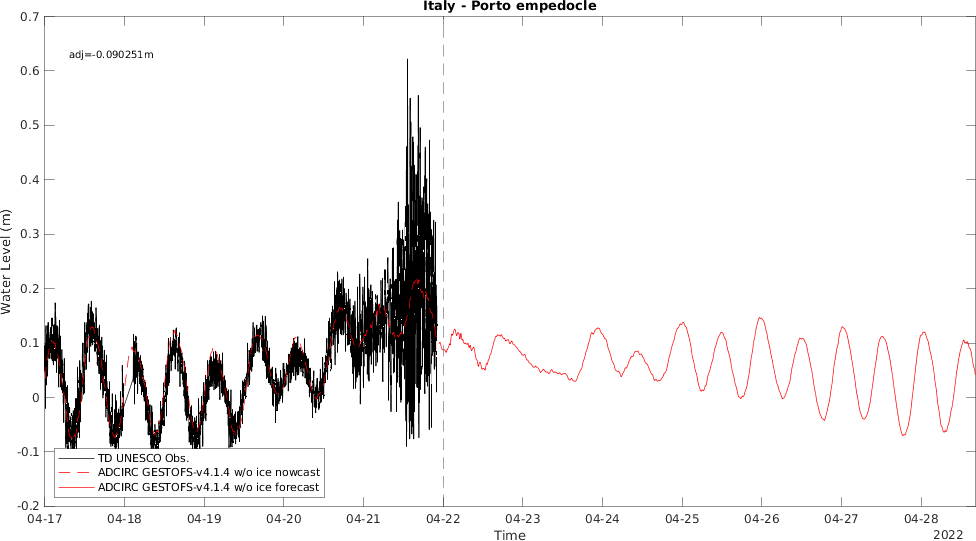 Italy - Porto empedocle
adj=-0.090251m
0.7
0.6
0.5
0.4
0.3
0.2
0.1
0
-0.1
-0.2
Water Level (m)
TD UNESCO Obs.
ADCIRC GESTOFS-v4.1.4 w/o ice nowcast
ADCIRC GESTOFS-v4.1.4 w/o ice forecast
04-17 04-18 04-19 04-20 04-21 04-22 04-23 04-24 04-25 04-26 04-27 04-28
Time
2022